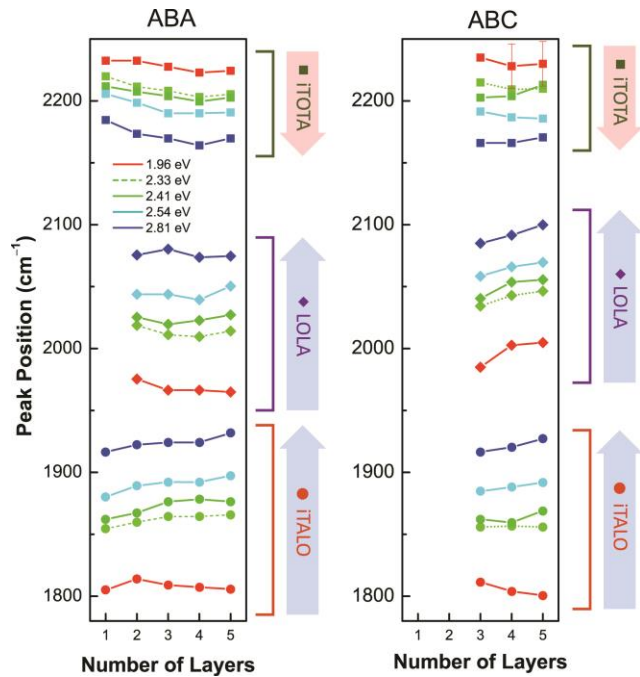 ABA
ABC
Peak Position (cm⁻¹)
2200
2100
2000
1900
1800
1.96 eV
2.33 eV
2.41 eV
2.54 eV
2.81 eV
iTOTA
LOLA
iTALO
1 2 3 4 5
Number of Layers
iTOTA
LOLA
iTALO
2200
2100
2000
1900
1800
1 2 3 4 5
Number of Layers